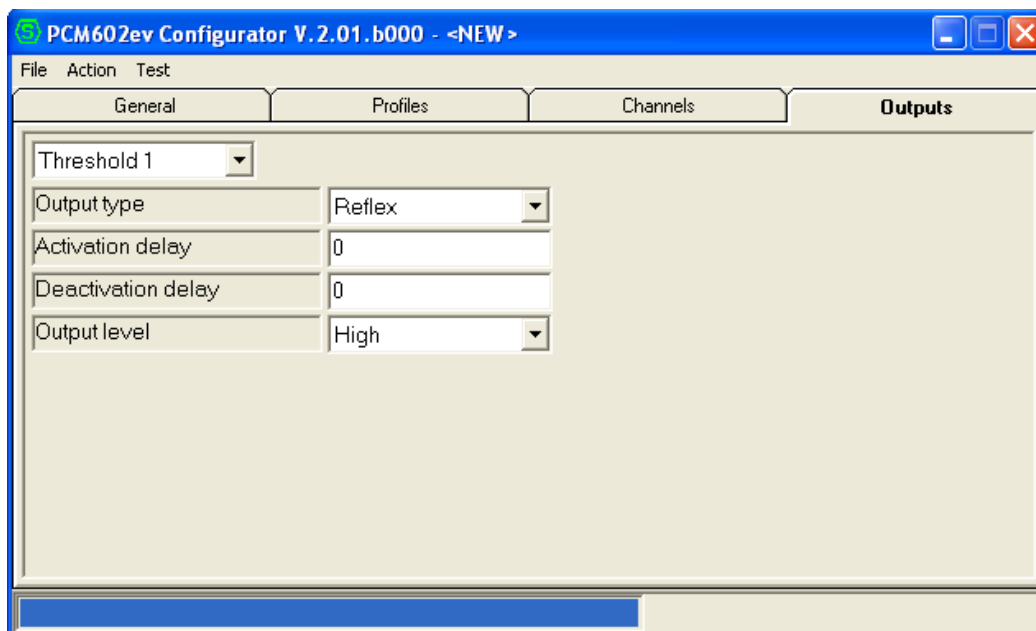 PCM602ev Configurator V.2.01.b000 - <NEW>
File Action Test
General Profiles Channels Outputs
Threshold 1
Output type Reflex
Activation delay 0
Deactivation delay 0
Output level High